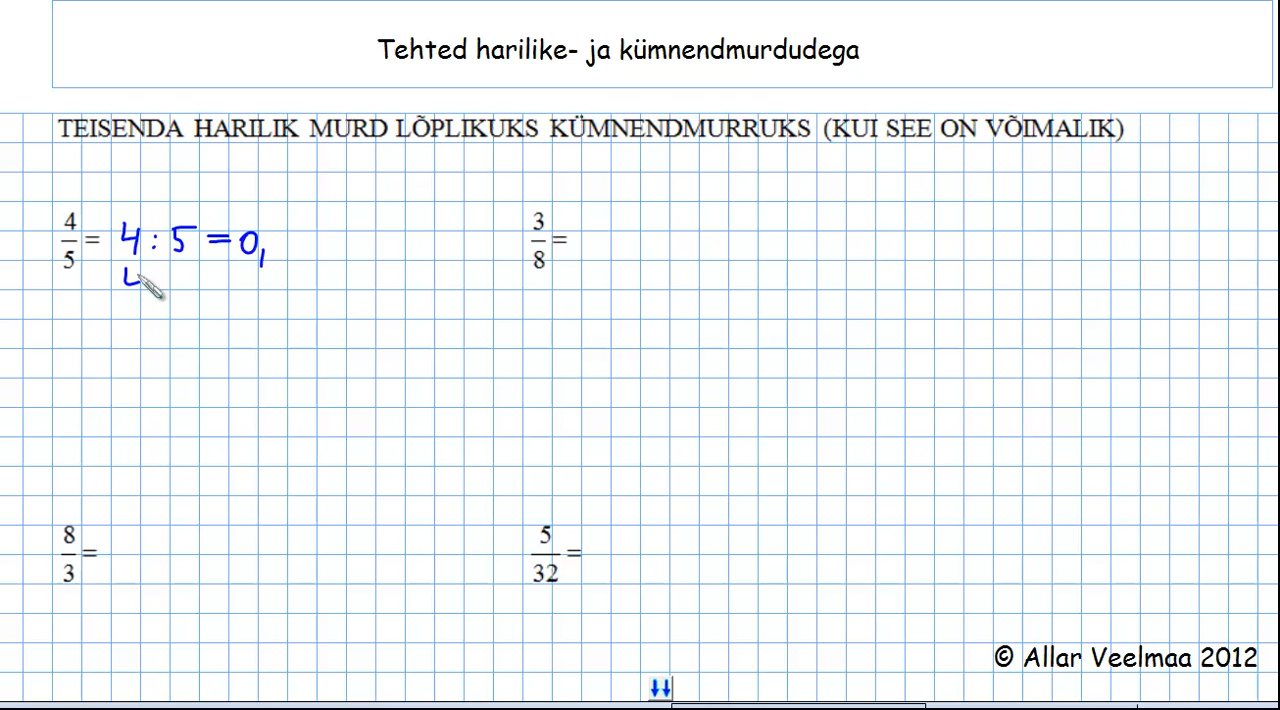 Tehted harilike- ja kümnendmurdudega
TEISENDA HARILIK MURD LÕPLIKUKS KÜMNENDMURRUKS (KUI SEE ON VÕIMALIK)
4/5 = 4 : 5 = 0,
3/8 =
8/3 =
5/32 =
© Allar Veelmaa 2012